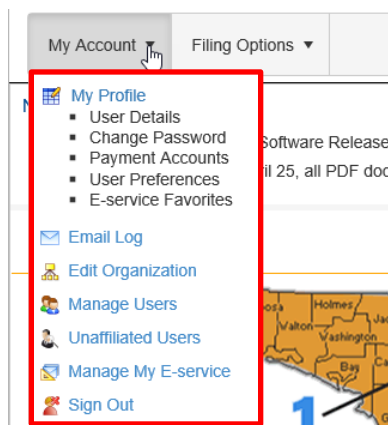 My Account ▼ Filing Options ▼
My Profile
▪ User Details
▪ Change Password
▪ Payment Accounts
▪ User Preferences
▪ E-service Favorites
Software Release
il 25, all PDF doc
Email Log
Edit Organization
Manage Users
Unaffiliated Users
Manage My E-service
Sign Out
Holmes
Walton
Washington
Bay
1